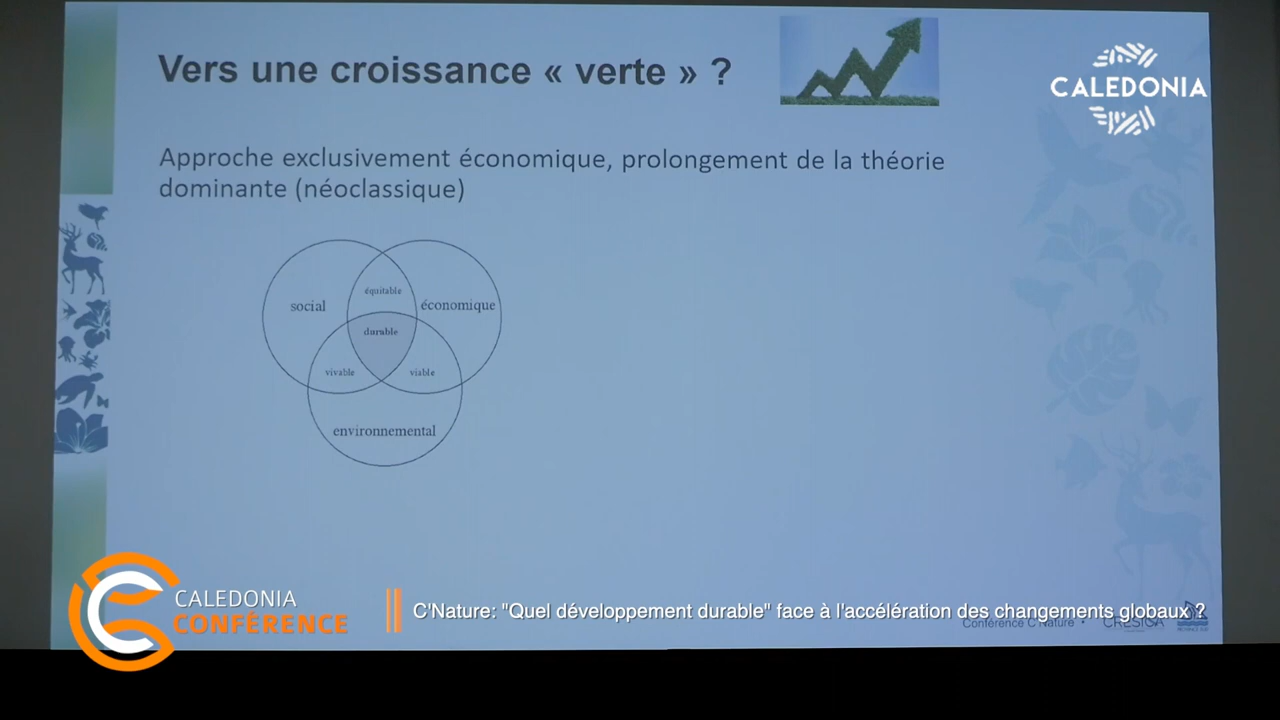 Vers une croissance « verte » ?
CALEDONIA
Approche exclusivement économique, prolongement de la théorie
dominante (néoclassique)
équitable
social
économique
durable
vivable
viable
environnemental
CALEDONIA
CONFÉRENCE
C'Nature: "Quel développement durable" face à l'accélération des changements globaux ?
Conférence C'Nature •
CRESICA